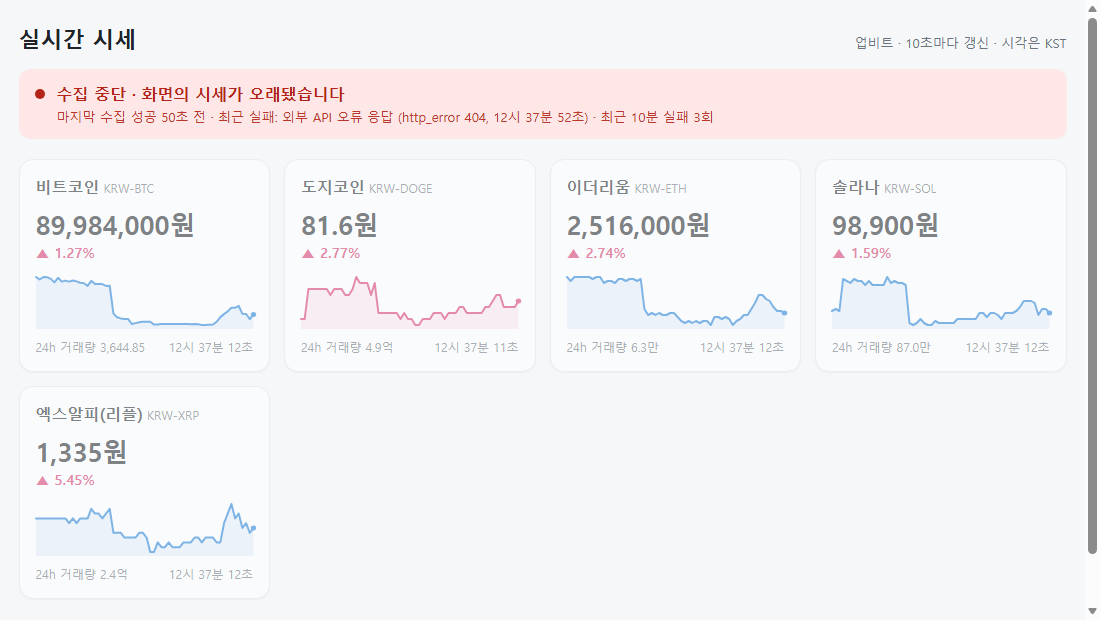 실시간 시세
업비트 · 10초마다 갱신 · 시각은 KST
수집 중단 · 화면의 시세가 오래됐습니다
마지막 수집 성공 50초 전 · 최근 실패: 외부 API 오류 응답 (http_error 404, 12시 37분 52초) · 최근 10분 실패 3회
비트코인 KRW-BTC
89,984,000원
▲ 1.27%
24h 거래량 3,644.85 12시 37분 12초
도지코인 KRW-DOGE
81.6원
▲ 2.77%
24h 거래량 4.9억 12시 37분 11초
이더리움 KRW-ETH
2,516,000원
▲ 2.74%
24h 거래량 6.3만 12시 37분 12초
솔라나 KRW-SOL
98,900원
▲ 1.59%
24h 거래량 87.0만 12시 37분 12초
엑스알피(리플) KRW-XRP
1,335원
▲ 5.45%
24h 거래량 2.4억 12시 37분 12초